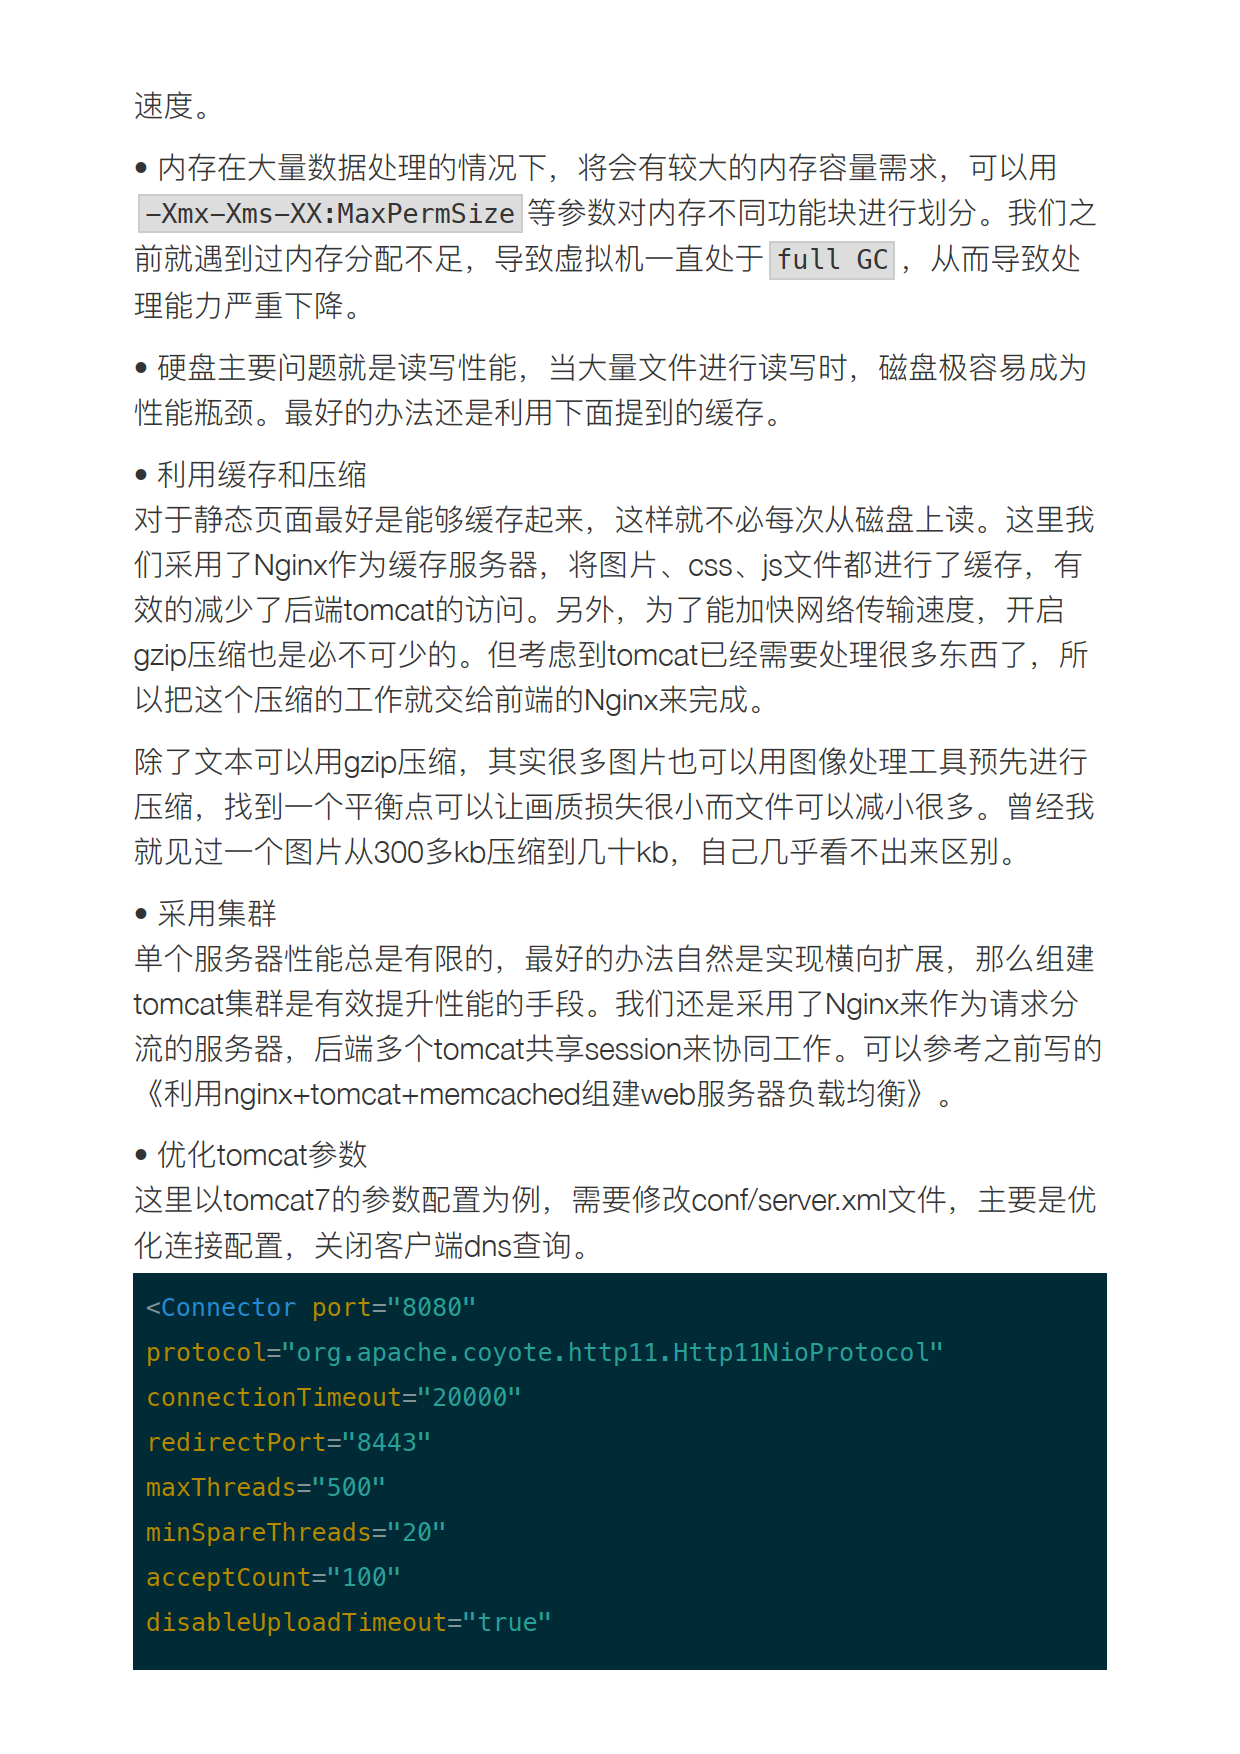 速度。
• 内存在大量数据处理的情况下，将会有较大的内存容量需求，可以用
-Xmx-Xms-XX:MaxPermSize 等参数对内存不同功能块进行划分。我们之
前就遇到过内存分配不足，导致虚拟机一直处于 full GC ，从而导致处
理能力严重下降。
• 硬盘主要问题就是读写性能，当大量文件进行读写时，磁盘极容易成为
性能瓶颈。最好的办法还是利用下面提到的缓存。
• 利用缓存和压缩
对于静态页面最好是能够缓存起来，这样就不必每次从磁盘上读。这里我
们采用了Nginx作为缓存服务器，将图片、css、js文件都进行了缓存，有
效的减少了后端tomcat的访问。另外，为了能加快网络传输速度，开启
gzip压缩也是必不可少的。但考虑到tomcat已经需要处理很多东西了，所
以把这个压缩的工作就交给前端的Nginx来完成。
除了文本可以用gzip压缩，其实很多图片也可以用图像处理工具预先进行
压缩，找到一个平衡点可以让画质损失很小而文件可以减小很多。曾经我
就见过一个图片从300多kb压缩到几十kb，自己几乎看不出来区别。
• 采用集群
单个服务器性能总是有限的，最好的办法自然是实现横向扩展，那么组建
tomcat集群是有效提升性能的手段。我们还是采用了Nginx来作为请求分
流的服务器，后端多个tomcat共享session来协同工作。可以参考之前写的
《利用nginx+tomcat+memcached组建web服务器负载均衡》。
• 优化tomcat参数
这里以tomcat7的参数配置为例，需要修改conf/server.xml文件，主要是优
化连接配置，关闭客户端dns查询。
<Connector port="8080"
protocol="org.apache.coyote.http11.Http11NioProtocol"
connectionTimeout="20000"
redirectPort="8443"
maxThreads="500"
minSpareThreads="20"
acceptCount="100"
disableUploadTimeout="true"